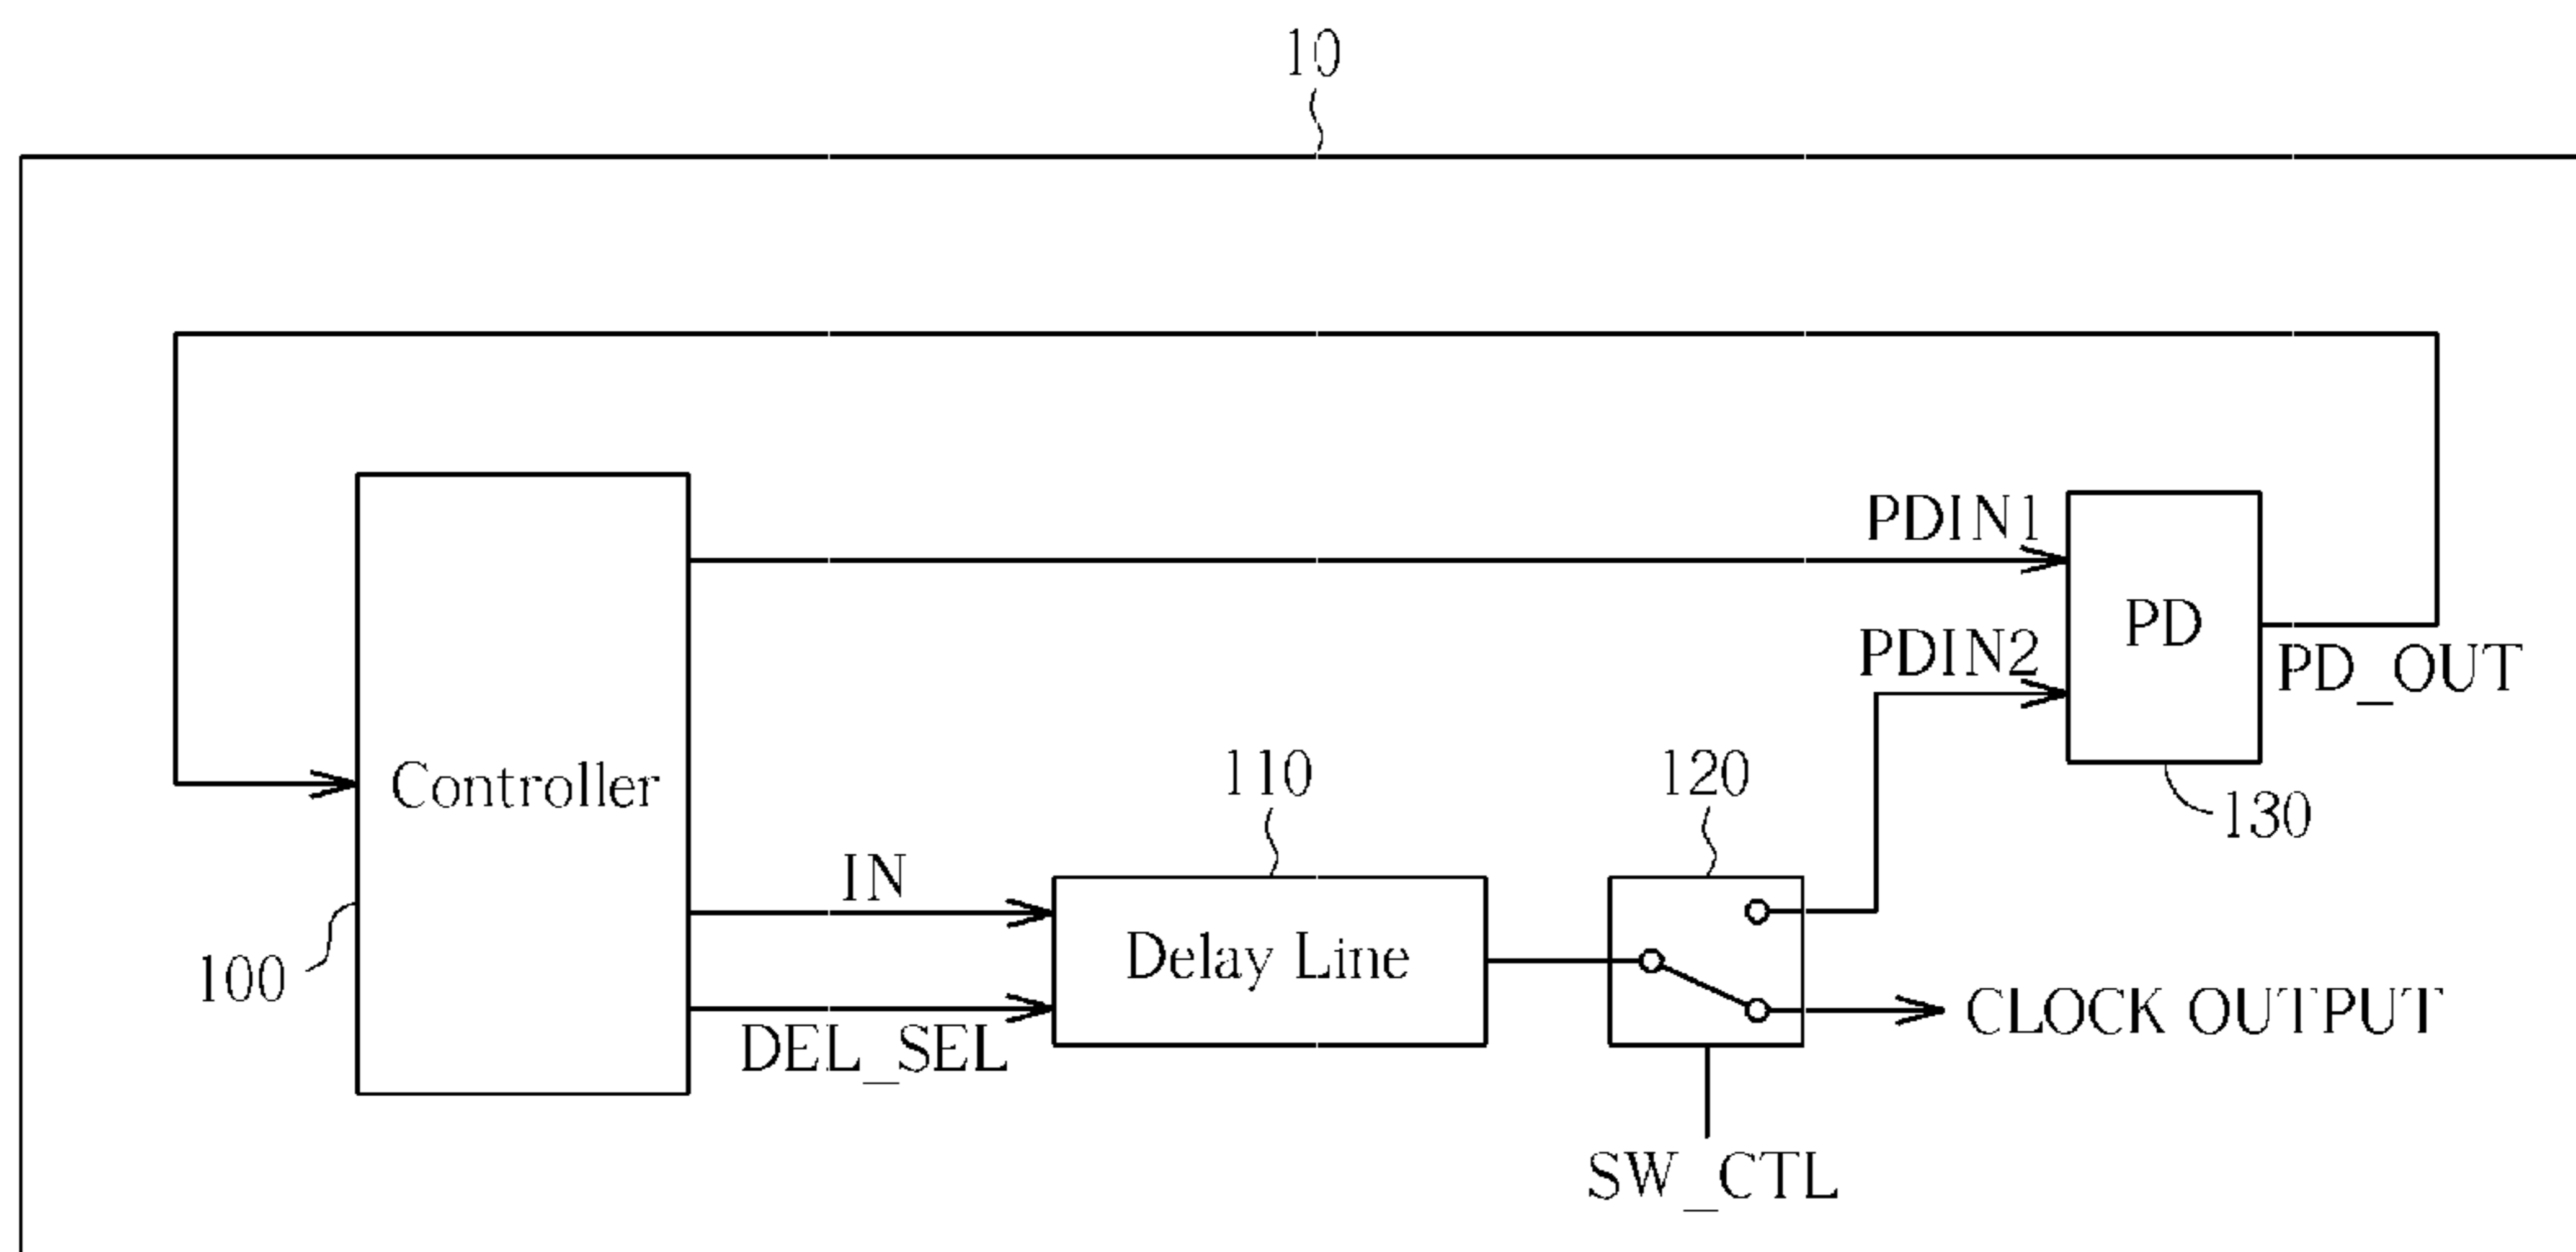 10
PDIN1
PD
PDIN2
PD_OUT
Controller
110
120
130
IN
100
Delay Line
DEL_SEL
CLOCK OUTPUT
SW_CTL